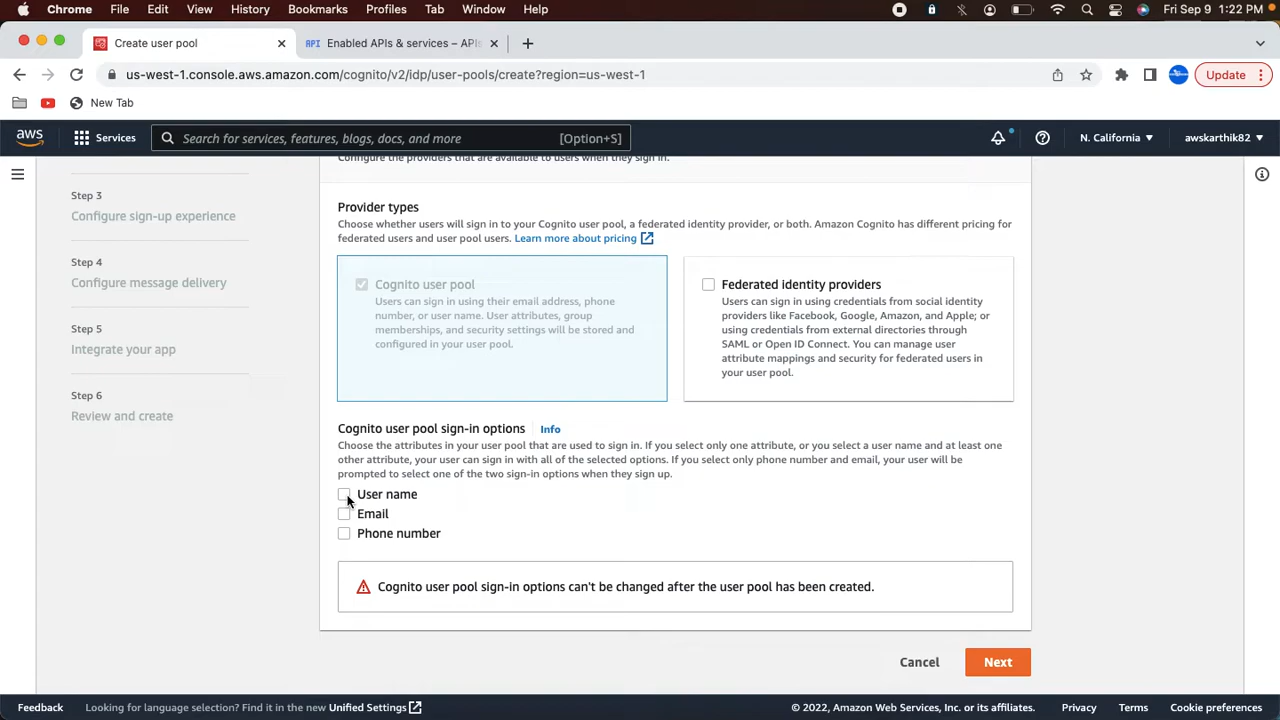 Chrome File Edit View History Bookmarks Profiles Tab Window Help Fri Sep 9 1:22 PM
Create user pool
API Enabled APIs & services – APIs
us-west-1.console.aws.amazon.com/cognito/v2/idp/user-pools/create?region=us-west-1
Update
New Tab
aws Services Search for services, features, blogs, docs, and more [Option+S] N. California awskarthik82
Configure the providers that are available to users when they sign in.
Step 3
Configure sign-up experience
Step 4
Configure message delivery
Step 5
Integrate your app
Step 6
Review and create
Provider types
Choose whether users will sign in to your Cognito user pool, a federated identity provider, or both. Amazon Cognito has different pricing for
federated users and user pool users. Learn more about pricing
Cognito user pool
Users can sign in using their email address, phone
number, or user name. User attributes, group
memberships, and security settings will be stored and
configured in your user pool.
Federated identity providers
Users can sign in using credentials from social identity
providers like Facebook, Google, Amazon, and Apple; or
using credentials from external directories through
SAML or Open ID Connect. You can manage user
attribute mappings and security for federated users in
your user pool.
Cognito user pool sign-in options Info
Choose the attributes in your user pool that are used to sign in. If you select only one attribute, or you select a user name and at least one
other attribute, your user can sign in with all of the selected options. If you select only phone number and email, your user will be
prompted to select one of the two sign-in options when they sign up.
User name
Email
Phone number
Cognito user pool sign-in options can't be changed after the user pool has been created.
Cancel Next
Feedback Looking for language selection? Find it in the new Unified Settings © 2022, Amazon Web Services, Inc. or its affiliates. Privacy Terms Cookie preferences